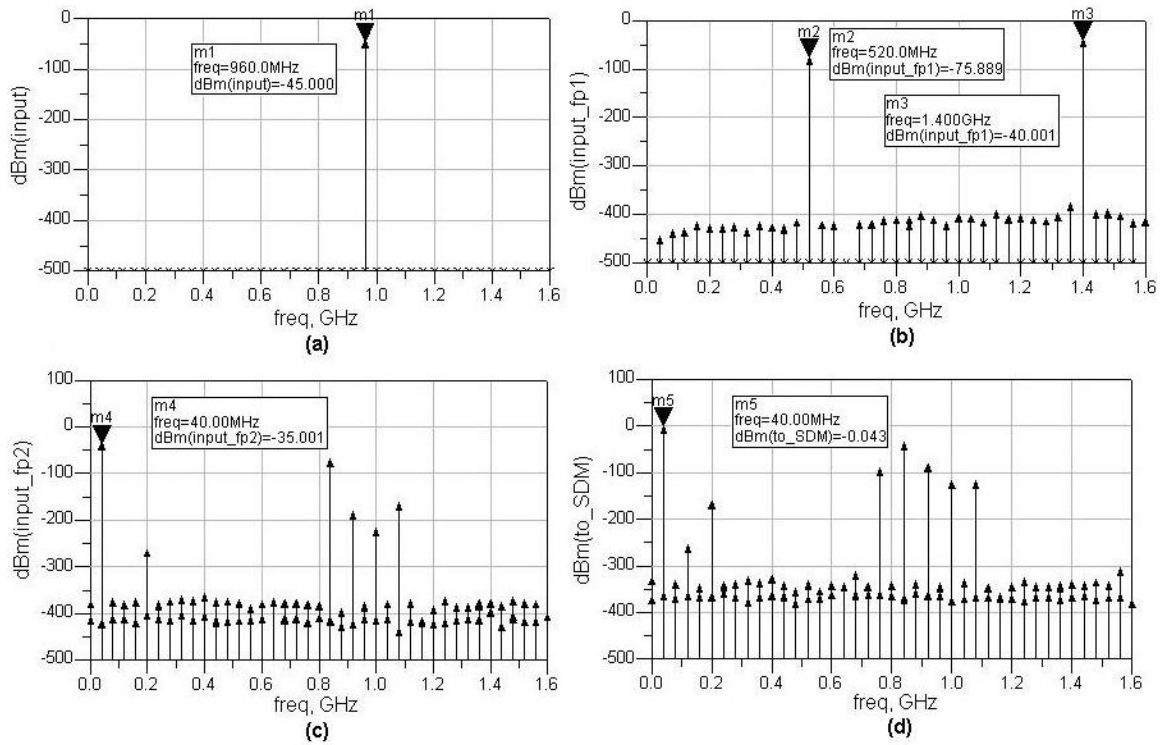 m1
m1
freq=960.0MHz
dBm(input)=-45.000
0
-100
-200
-300
-400
-500
dBm(input)
0.0 0.2 0.4 0.6 0.8 1.0 1.2 1.4 1.6
freq, GHz
(a)
m2
m3
m2
freq=520.0MHz
dBm(input_fp1)=-75.889
m3
freq=1.400GHz
dBm(input_fp1)=-40.001
0
-100
-200
-300
-400
-500
dBm(input_fp1)
0.0 0.2 0.4 0.6 0.8 1.0 1.2 1.4 1.6
freq, GHz
(b)
m4
m4
freq=40.00MHz
dBm(input_fp2)=-35.001
100
0
-100
-200
-300
-400
-500
dBm(input_fp2)
0.0 0.2 0.4 0.6 0.8 1.0 1.2 1.4 1.6
freq, GHz
(c)
m5
m5
freq=40.00MHz
dBm(to_SDM)=-0.043
100
0
-100
-200
-300
-400
-500
dBm(to_SDM)
0.0 0.2 0.4 0.6 0.8 1.0 1.2 1.4 1.6
freq, GHz
(d)